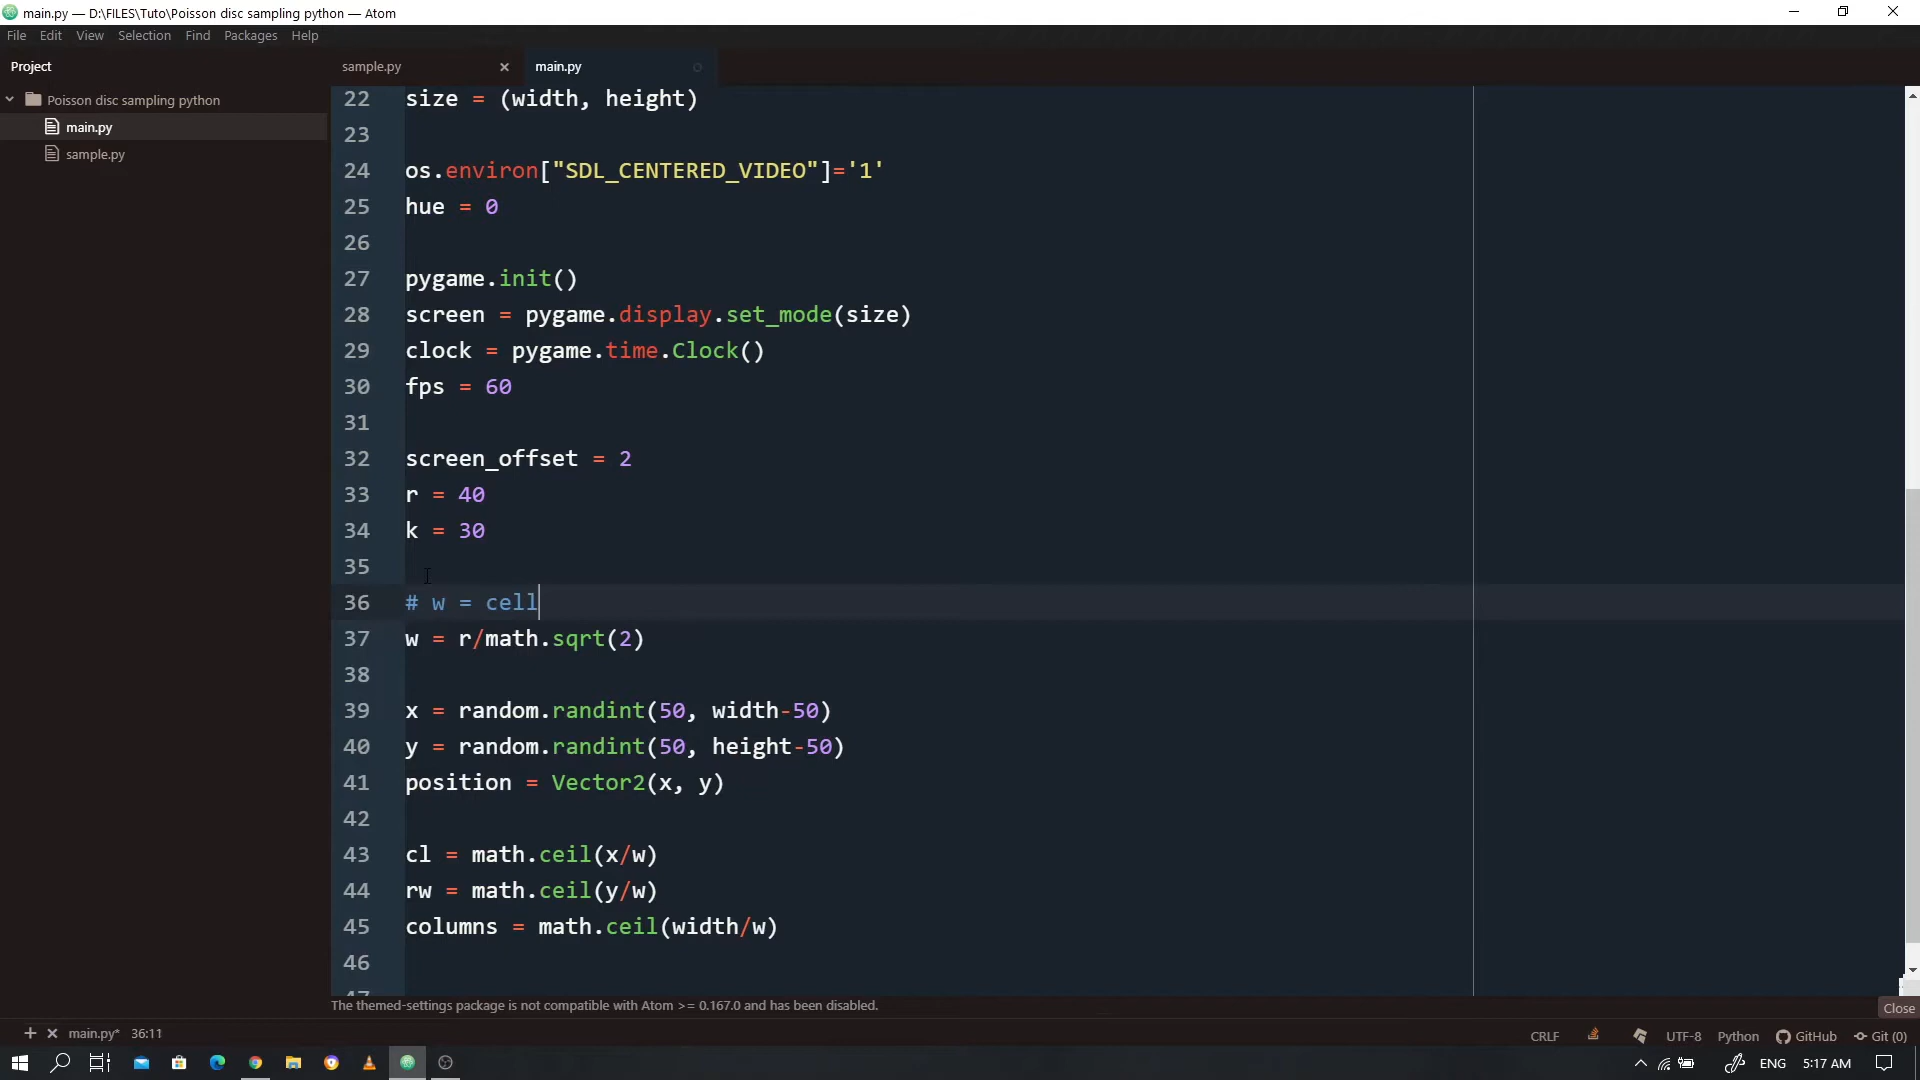 main.py — D:\FILES\Tuto\Poisson disc sampling python — Atom
File Edit View Selection Find Packages Help
Project
sample.py
main.py
Poisson disc sampling python
main.py
sample.py
22 size = (width, height)
23
24 os.environ["SDL_CENTERED_VIDEO"]='1'
25 hue = 0
26
27 pygame.init()
28 screen = pygame.display.set_mode(size)
29 clock = pygame.time.Clock()
30 fps = 60
31
32 screen_offset = 2
33 r = 40
34 k = 30
35
36 # w = cell
37 w = r/math.sqrt(2)
38
39 x = random.randint(50, width-50)
40 y = random.randint(50, height-50)
41 position = Vector2(x, y)
42
43 cl = math.ceil(x/w)
44 rw = math.ceil(y/w)
45 columns = math.ceil(width/w)
46
47
The themed-settings package is not compatible with Atom >= 0.167.0 and has been disabled.
Close
main.py* 36:11
CRLF UTF-8 Python GitHub Git (0)
ENG 5:17 AM